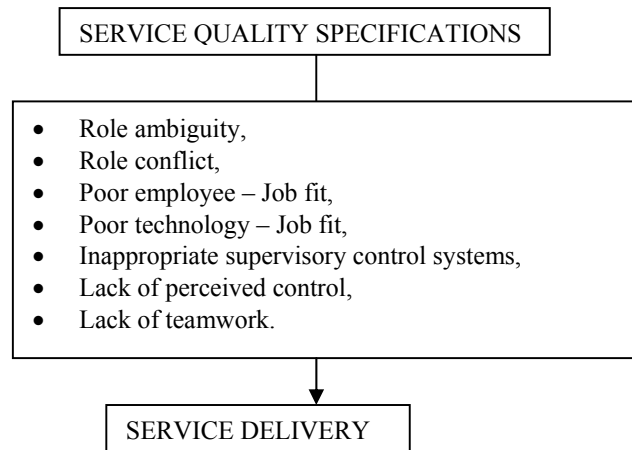 SERVICE QUALITY SPECIFICATIONS
• Role ambiguity,
• Role conflict,
• Poor employee – Job fit,
• Poor technology – Job fit,
• Inappropriate supervisory control systems,
• Lack of perceived control,
• Lack of teamwork.
SERVICE DELIVERY